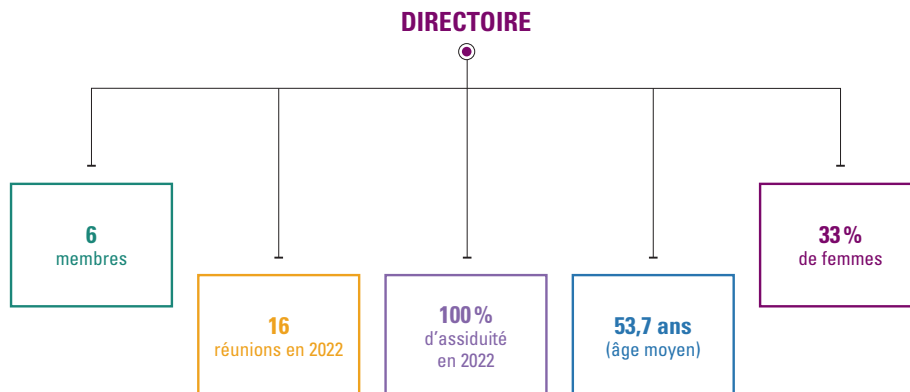 DIRECTOIRE
6
membres
16
réunions en 2022
100 %
d'assiduité
en 2022
53,7 ans
(âge moyen)
33 %
de femmes